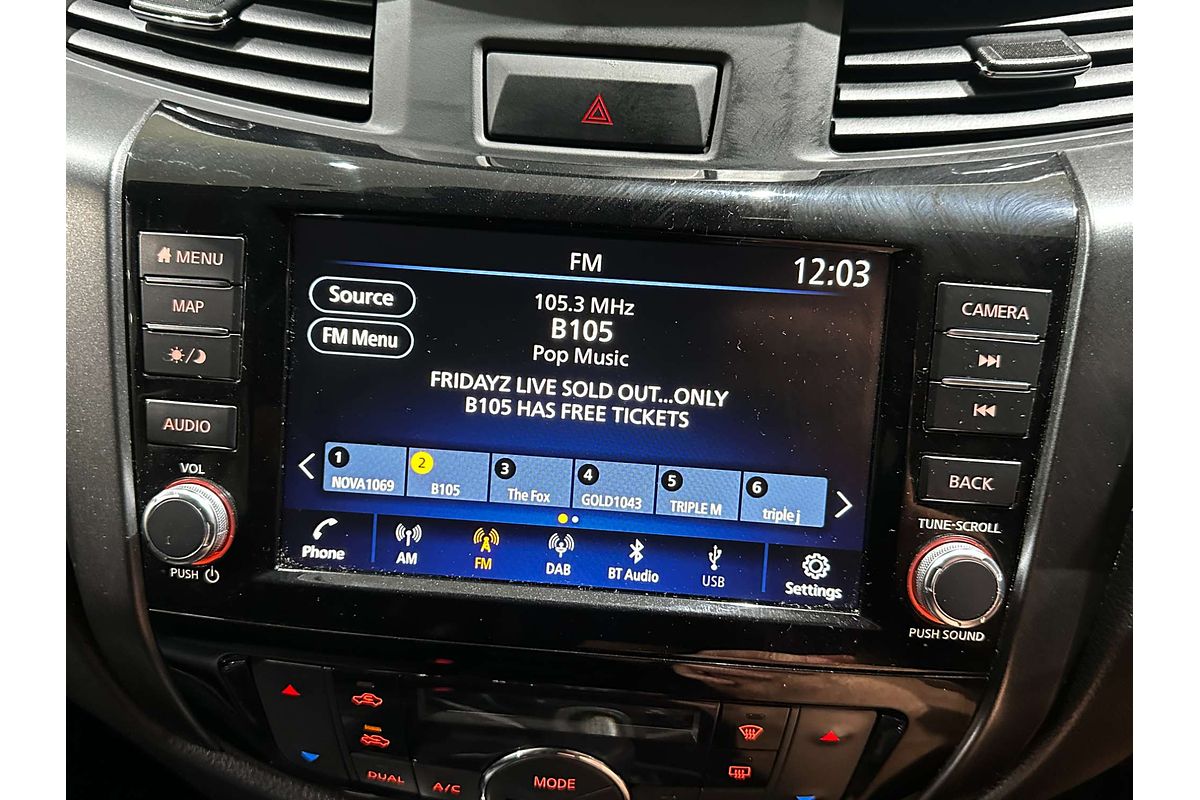 MENU
MAP
AUDIO
VOL
PUSH
FM
12:03
Source
FM Menu
105.3 MHz
B105
Pop Music
FRIDAYZ LIVE SOLD OUT...ONLY
B105 HAS FREE TICKETS
1
NOVA1069
2
B105
3
The Fox
4
GOLD1043
5
TRIPLE M
6
triple j
Phone
AM
FM
DAB
BT Audio
USB
Settings
CAMERA
BACK
TUNE-SCROLL
PUSH SOUND
DUAL
A/C
MODE